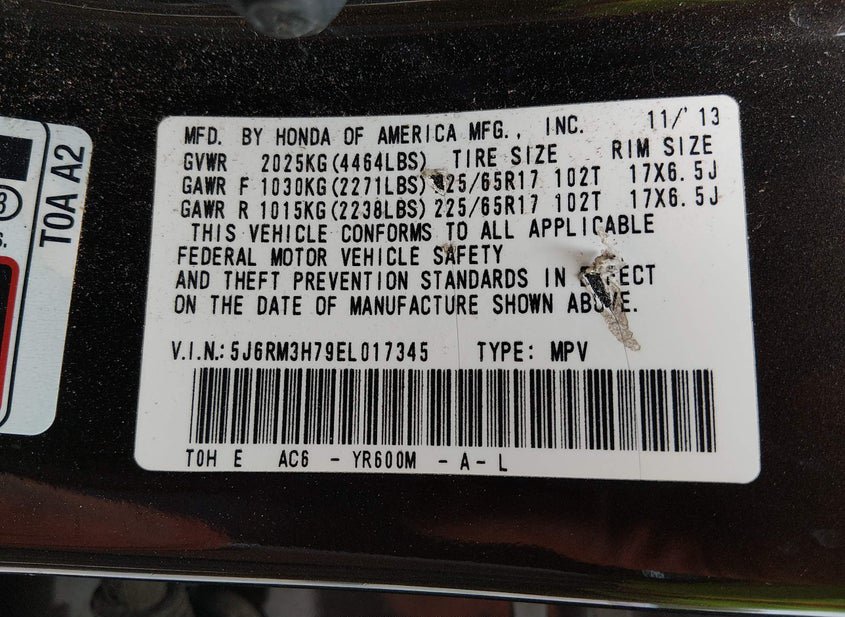 MFD. BY HONDA OF AMERICA MFG., INC. 11/'13
GVWR 2025KG(4464LBS) TIRE SIZE RIM SIZE
GAWR F 1030KG(2271LBS) 25/65R17 102T 17X6.5J
GAWR R 1015KG(2238LBS) 225/65R17 102T 17X6.5J
THIS VEHICLE CONFORMS TO ALL APPLICABLE
FEDERAL MOTOR VEHICLE SAFETY
AND THEFT PREVENTION STANDARDS IN EFFECT
ON THE DATE OF MANUFACTURE SHOWN ABOVE.
V.I.N.: 5J6RM3H79EL017345 TYPE: MPV
TOH E AC6 - YR600M - A - L
TOA A2